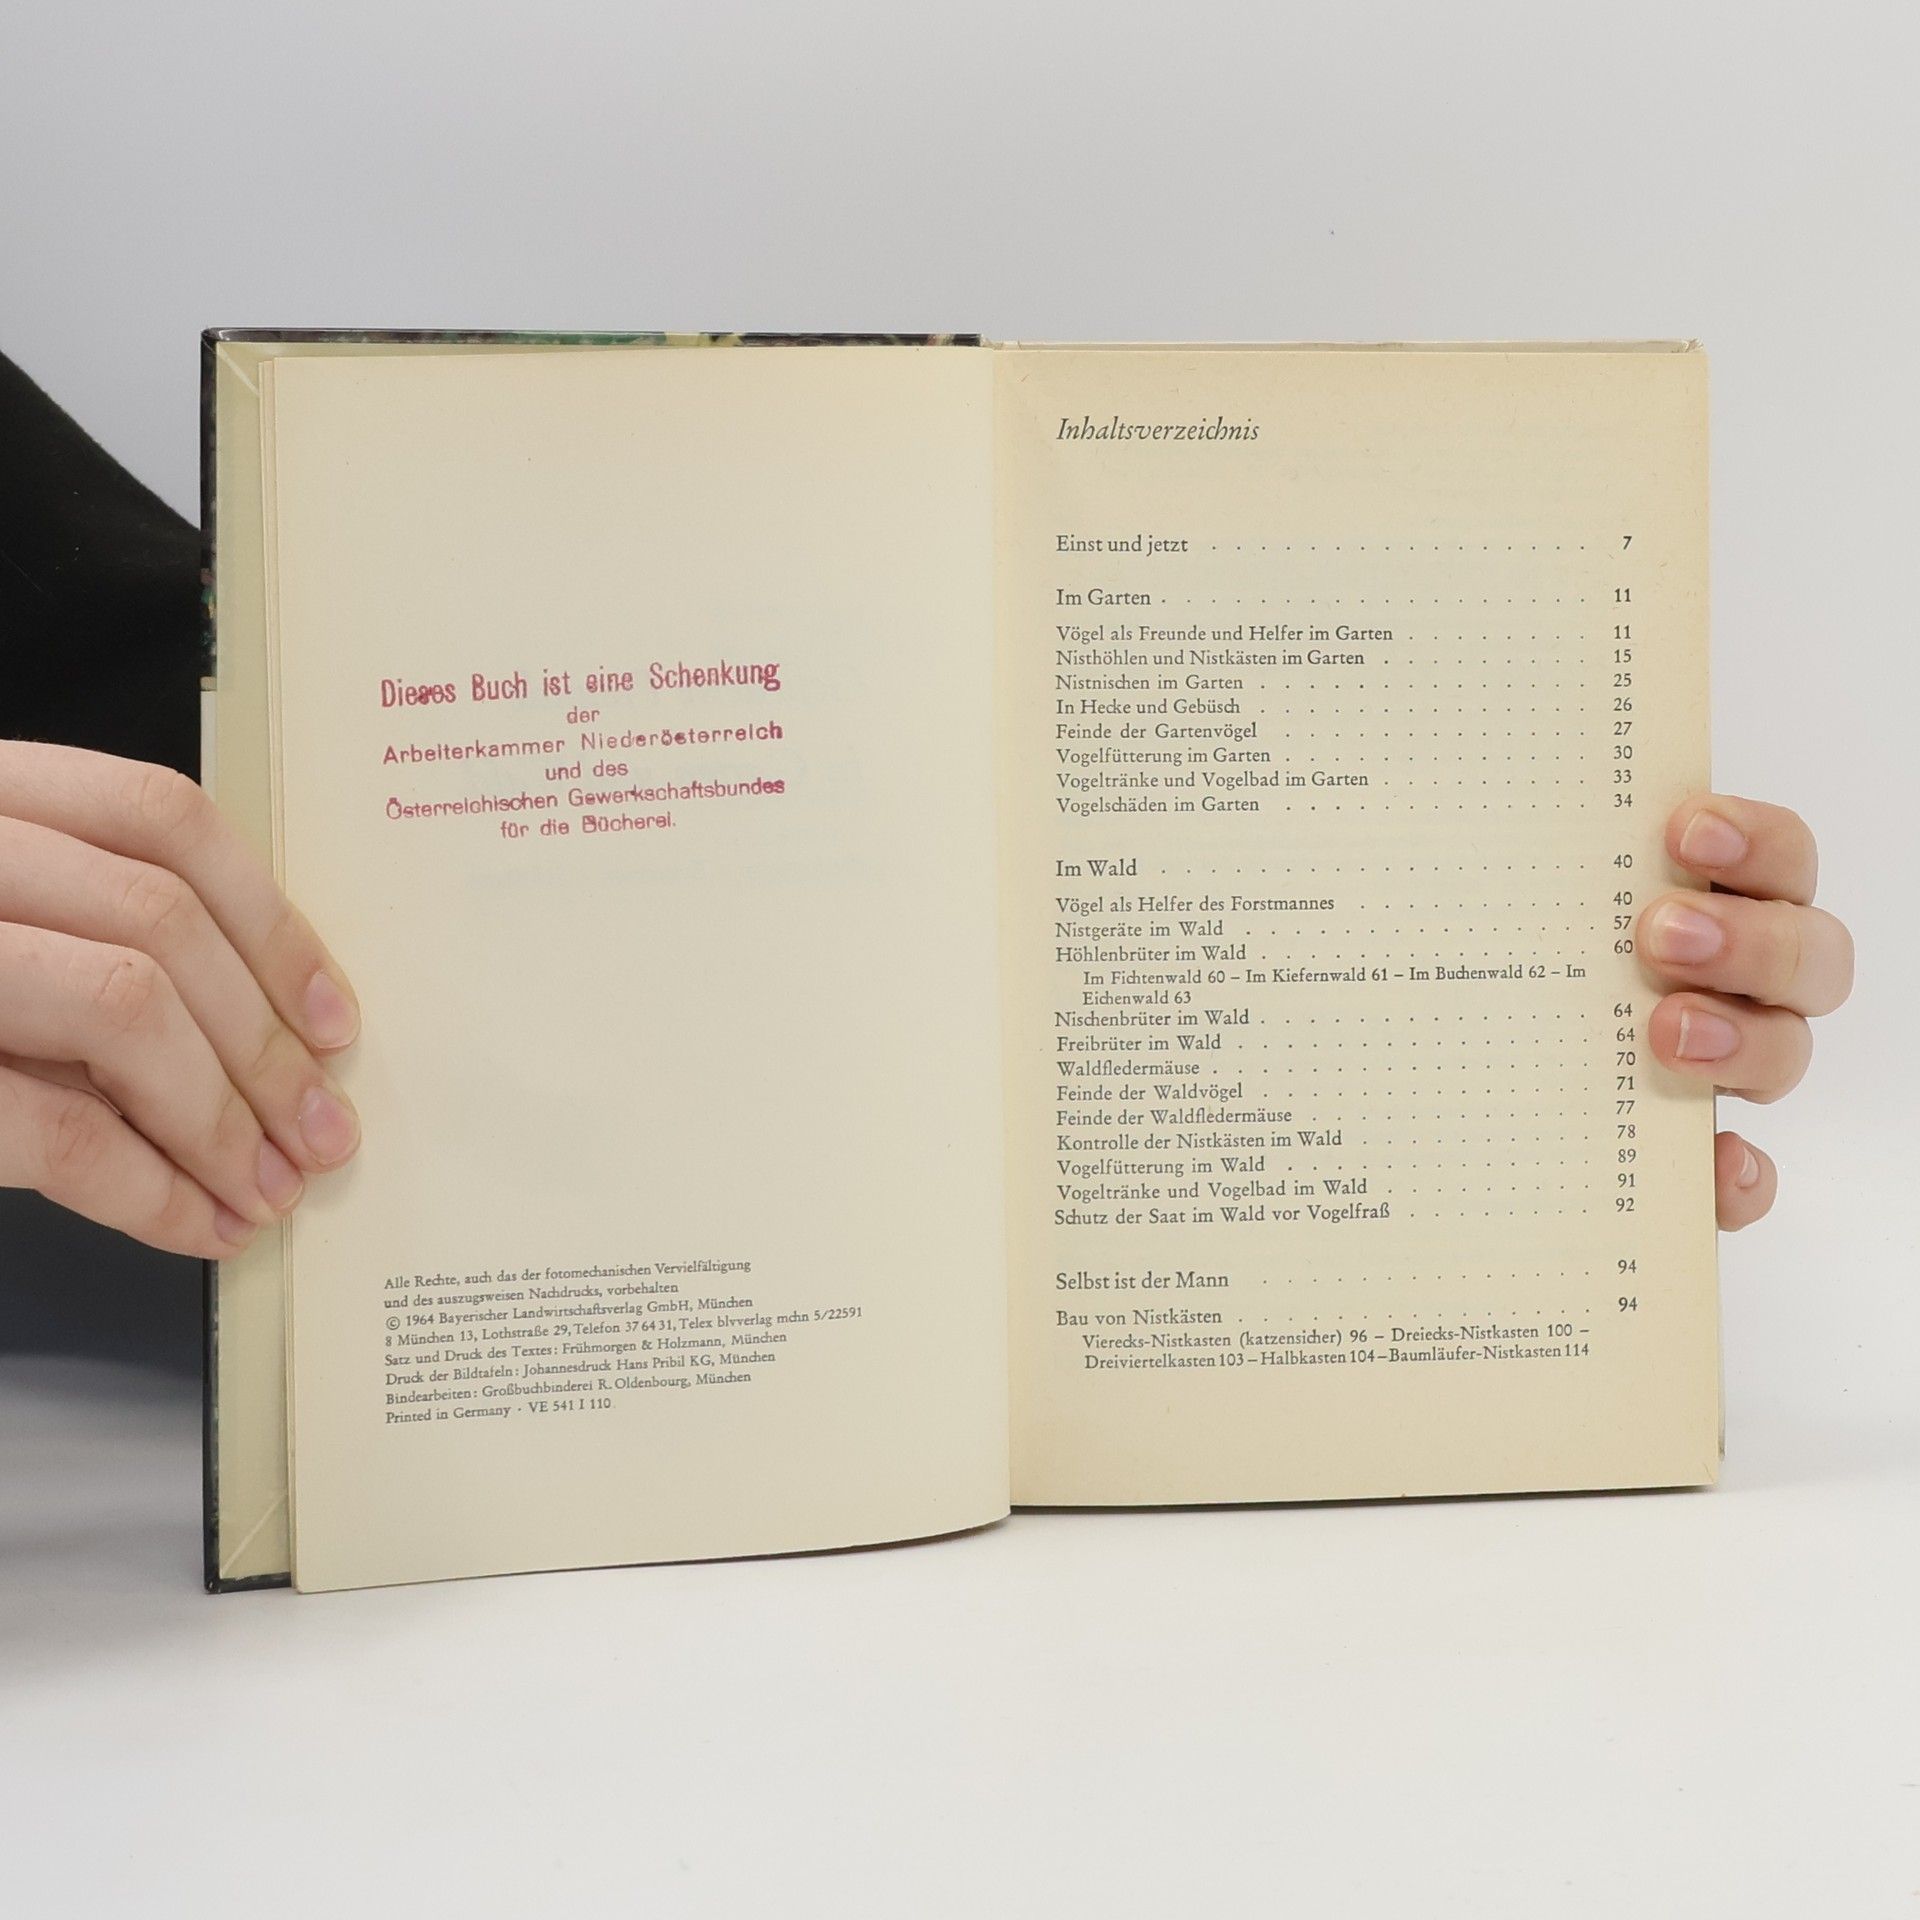 Dieses Buch ist eine Schenkung
der
Arbeiterkammer Niederösterreich
und des
Österreichischen Gewerkschaftsbundes
für die Bücherei.
Alle Rechte, auch das der fotomechanischen Vervielfältigung
und des auszugsweisen Nachdrucks, vorbehalten
© 1964 Bayerischer Landwirtschaftsverlag GmbH, München
8 München 13, Lothstraße 29, Telefon 37 64 31, Telex blvverlag mchn 5/22591
Satz und Druck des Textes: Frühmorgen & Holzmann, München
Druck der Bildtafeln: Johannesdruck Hans Pribil KG, München
Bindearbeiten: Großbuchbinderei R. Oldenbourg, München
Printed in Germany · VE 541 I 110
Inhaltsverzeichnis
Einst und jetzt . . . . . . . . . . . . . . . . 7
Im Garten . . . . . . . . . . . . . . . . . . 11
Vögel als Freunde und Helfer im Garten . . . . . . . . 11
Nisthöhlen und Nistkästen im Garten . . . . . . . . . 15
Nistnischen im Garten . . . . . . . . . . . . . . 25
In Hecke und Gebüsch . . . . . . . . . . . . . . 26
Feinde der Gartenvögel . . . . . . . . . . . . . 27
Vogelfütterung im Garten . . . . . . . . . . . . . 30
Vogeltränke und Vogelbad im Garten . . . . . . . . . 33
Vogelschäden im Garten . . . . . . . . . . . . . 34
Im Wald . . . . . . . . . . . . . . . . . . 40
Vögel als Helfer des Forstmannes . . . . . . . . . . 40
Nistgeräte im Wald . . . . . . . . . . . . . . . 57
Höhlenbrüter im Wald . . . . . . . . . . . . . . 60
Im Fichtenwald 60 – Im Kiefernwald 61 – Im Buchenwald 62 – Im
Eichenwald 63
Nischenbrüter im Wald . . . . . . . . . . . . . . 64
Freibrüter im Wald . . . . . . . . . . . . . . . 64
Waldfledermäuse . . . . . . . . . . . . . . . . 70
Feinde der Waldvögel . . . . . . . . . . . . . . 71
Feinde der Waldfledermäuse . . . . . . . . . . . . 77
Kontrolle der Nistkästen im Wald . . . . . . . . . . 78
Vogelfütterung im Wald . . . . . . . . . . . . . 89
Vogeltränke und Vogelbad im Wald . . . . . . . . . 91
Schutz der Saat im Wald vor Vogelfraß . . . . . . . . 92
Selbst ist der Mann . . . . . . . . . . . . . . 94
Bau von Nistkästen . . . . . . . . . . . . . . . 94
Vierecks-Nistkasten (katzensicher) 96 – Dreiecks-Nistkasten 100 –
Dreiviertelkasten 103 – Halbkasten 104 – Baumläufer-Nistkasten 114